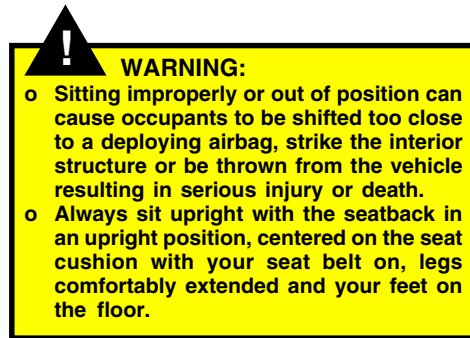 !
WARNING:
o Sitting improperly or out of position can
cause occupants to be shifted too close
to a deploying airbag, strike the interior
structure or be thrown from the vehicle
resulting in serious injury or death.
o Always sit upright with the seatback in
an upright position, centered on the seat
cushion with your seat belt on, legs
comfortably extended and your feet on
the floor.